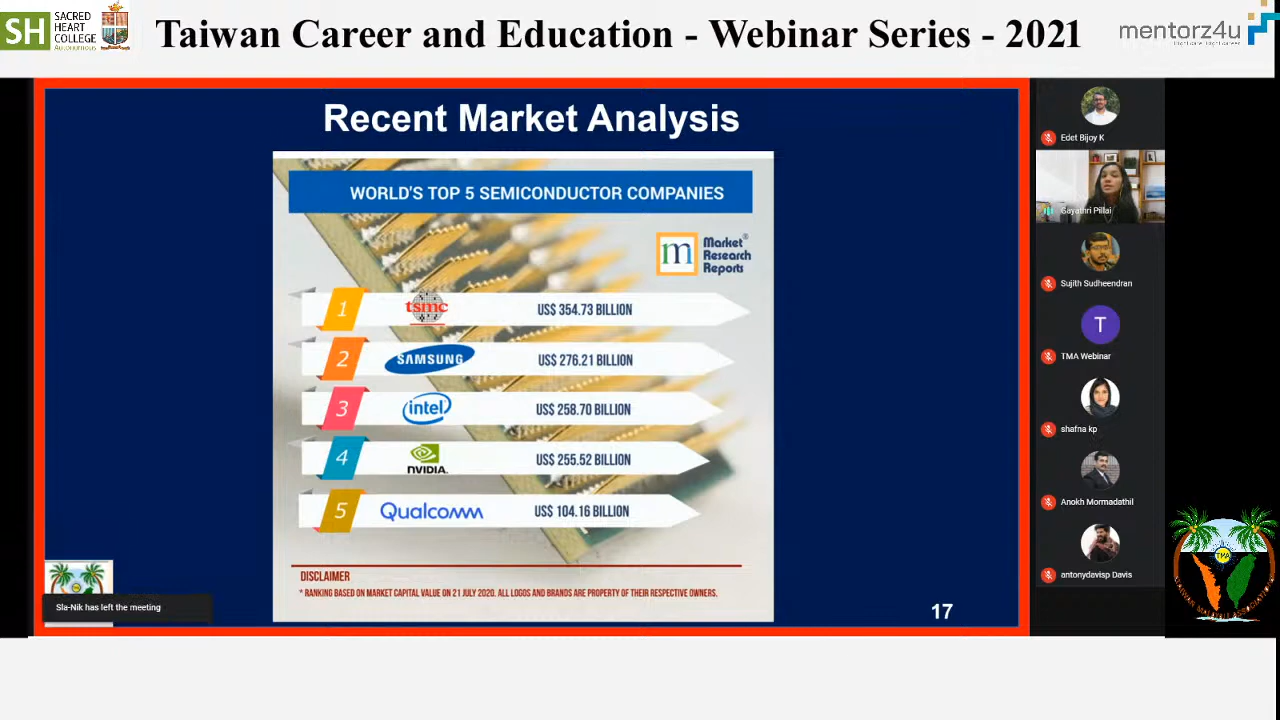 SH
SACRED
HEART
COLLEGE
Autonomous
Taiwan Career and Education - Webinar Series - 2021
mentorz4u
Recent Market Analysis
WORLD'S TOP 5 SEMICONDUCTOR COMPANIES
m
Market®
Research
Reports
1 tsmc US$ 354.73 BILLION
2 SAMSUNG US$ 276.21 BILLION
3 intel US$ 258.70 BILLION
4 NVIDIA. US$ 255.52 BILLION
5 Qualcomm US$ 104.16 BILLION
DISCLAIMER
* RANKING BASED ON MARKET CAPITAL VALUE ON 21 JULY 2020. ALL LOGOS AND BRANDS ARE PROPERTY OF THEIR RESPECTIVE OWNERS.
Sla-Nik has left the meeting
17
Edet Bijoy K
Gayathri Pillai
Sujith Sudheendran
T
TMA Webinar
shafna kp
Anokh Mormadathil
antonydavisp Davis
TMA